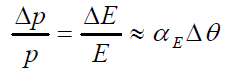 Δp/p = ΔE/E ≈ α_E Δθ